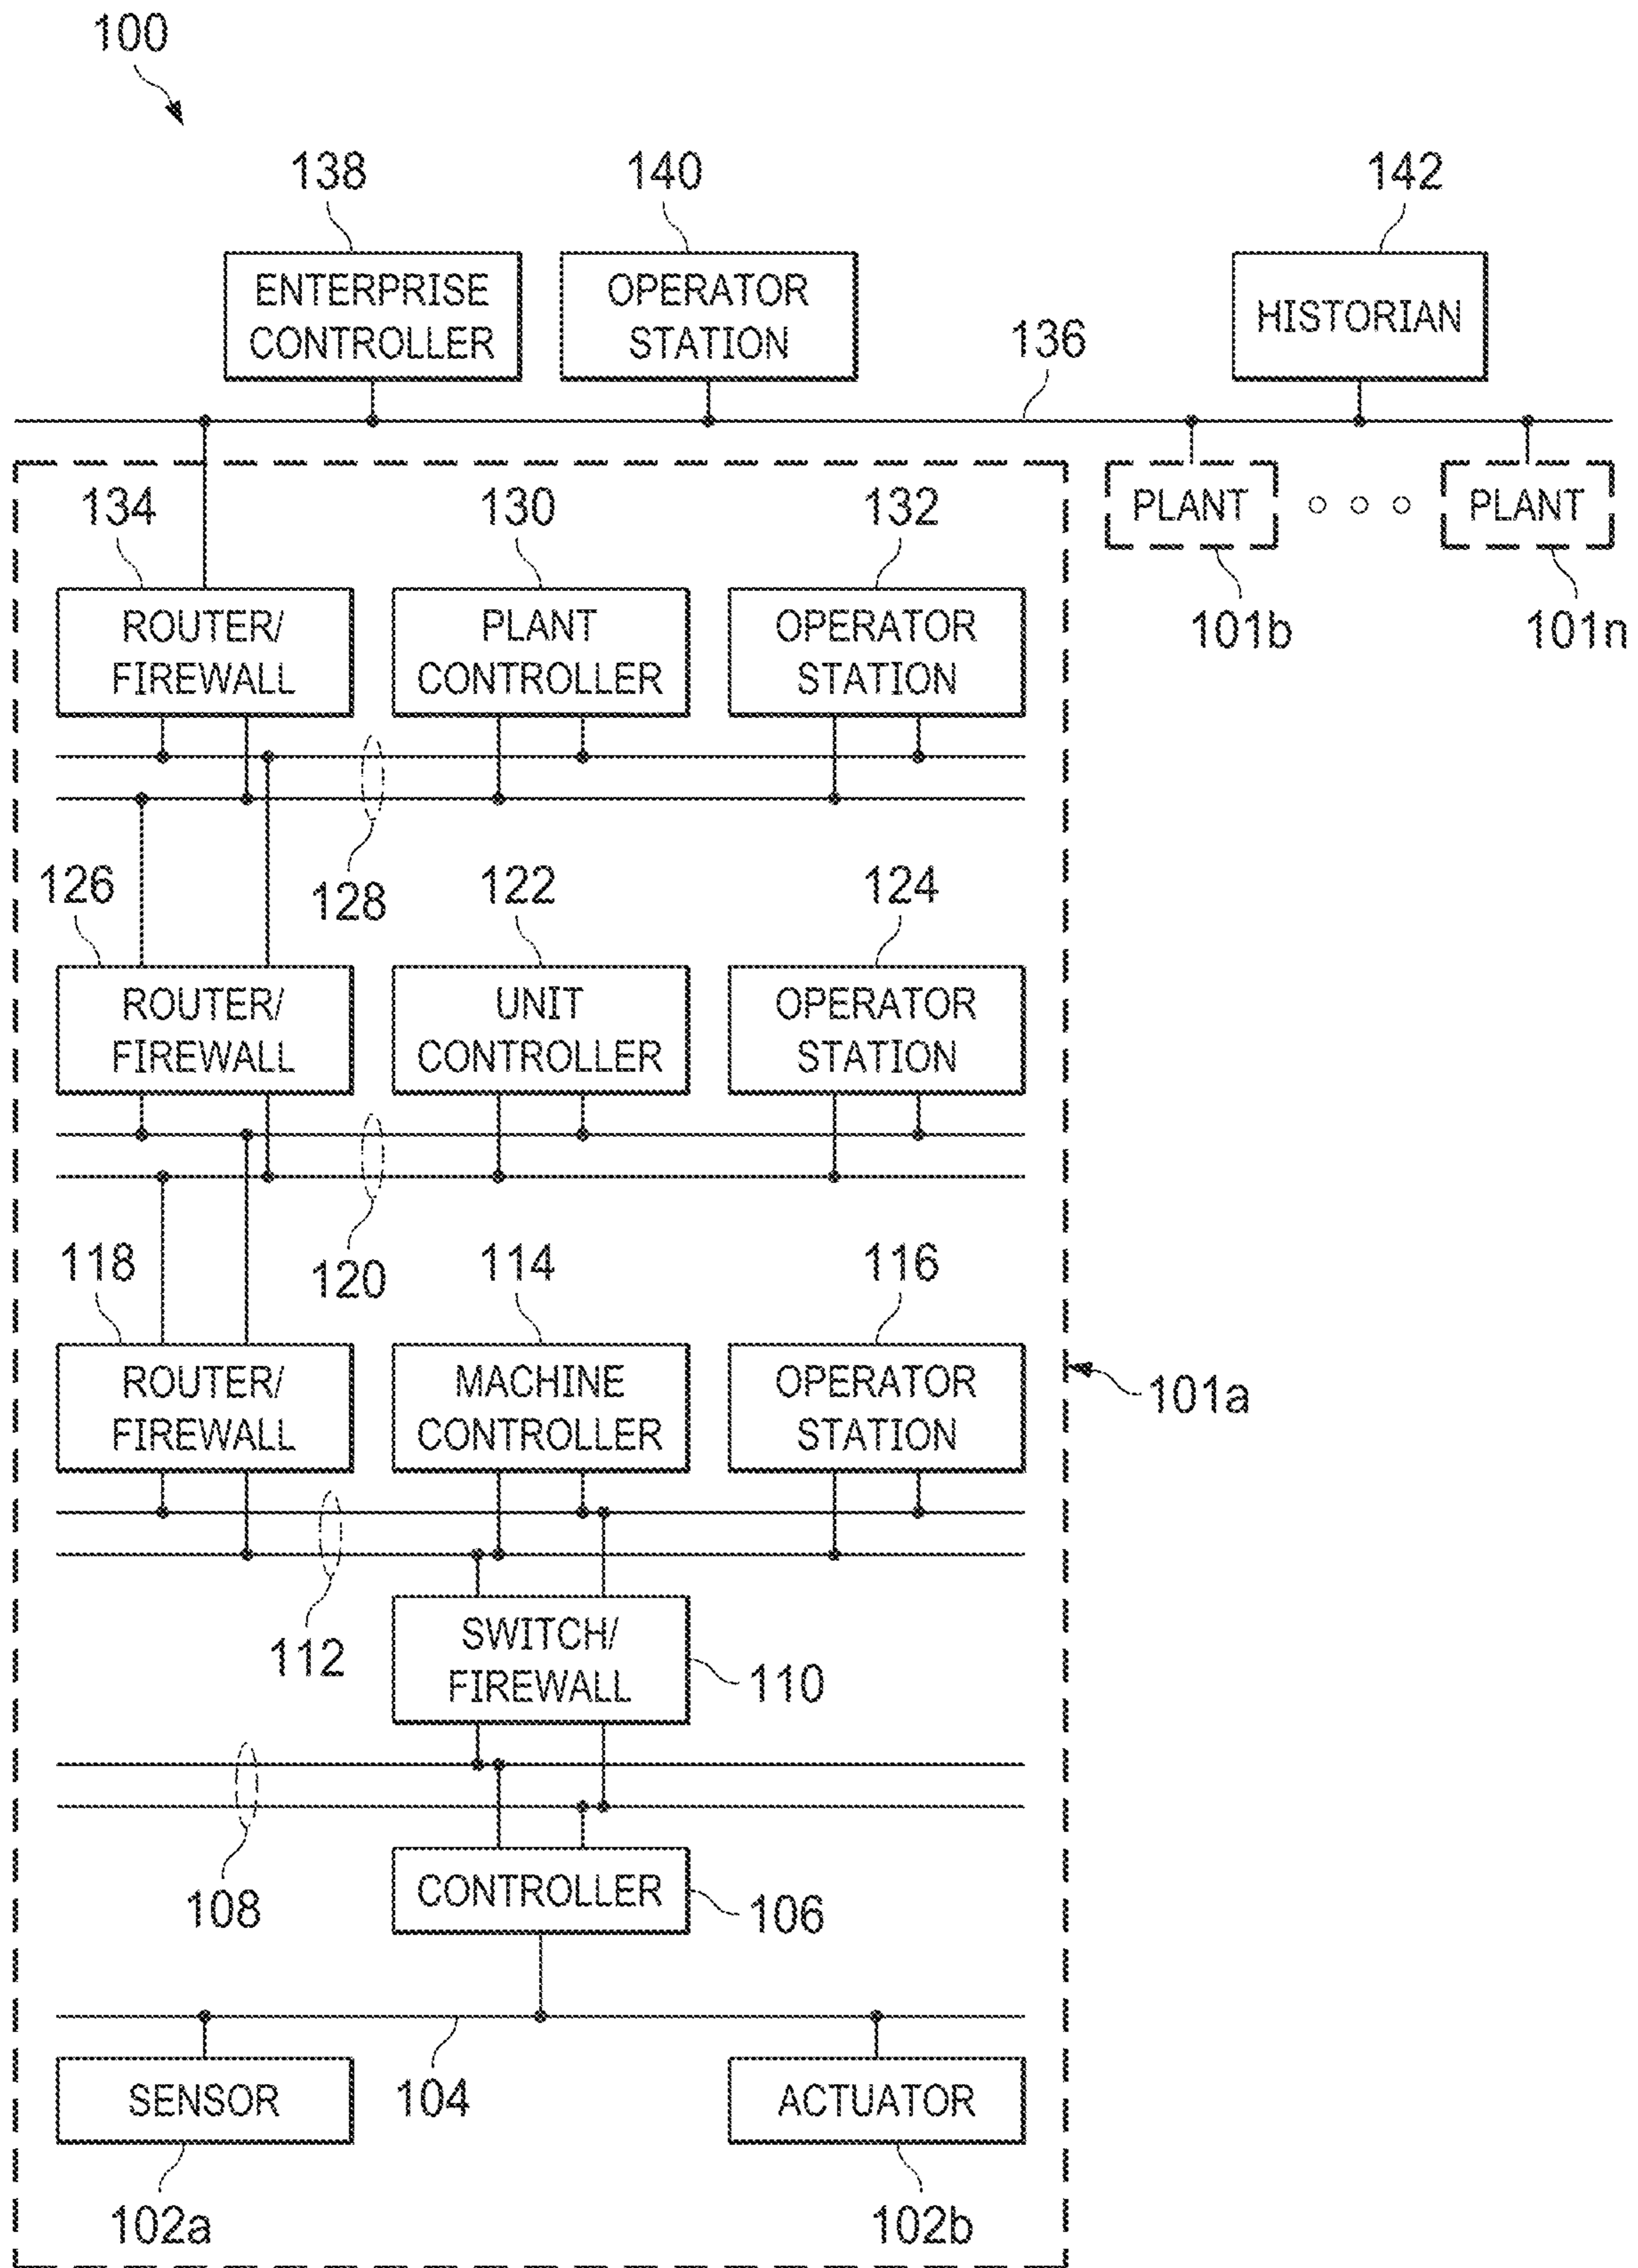 100
138
140
142
ENTERPRISE
CONTROLLER
OPERATOR
STATION
HISTORIAN
136
134
130
132
PLANT
PLANT
101b
101n
ROUTER/
FIREWALL
PLANT
CONTROLLER
OPERATOR
STATION
128
126
122
124
ROUTER/
FIREWALL
UNIT
CONTROLLER
OPERATOR
STATION
120
118
114
116
ROUTER/
FIREWALL
MACHINE
CONTROLLER
OPERATOR
STATION
101a
112
SWITCH/
FIREWALL
110
108
CONTROLLER
106
104
SENSOR
ACTUATOR
102a
102b